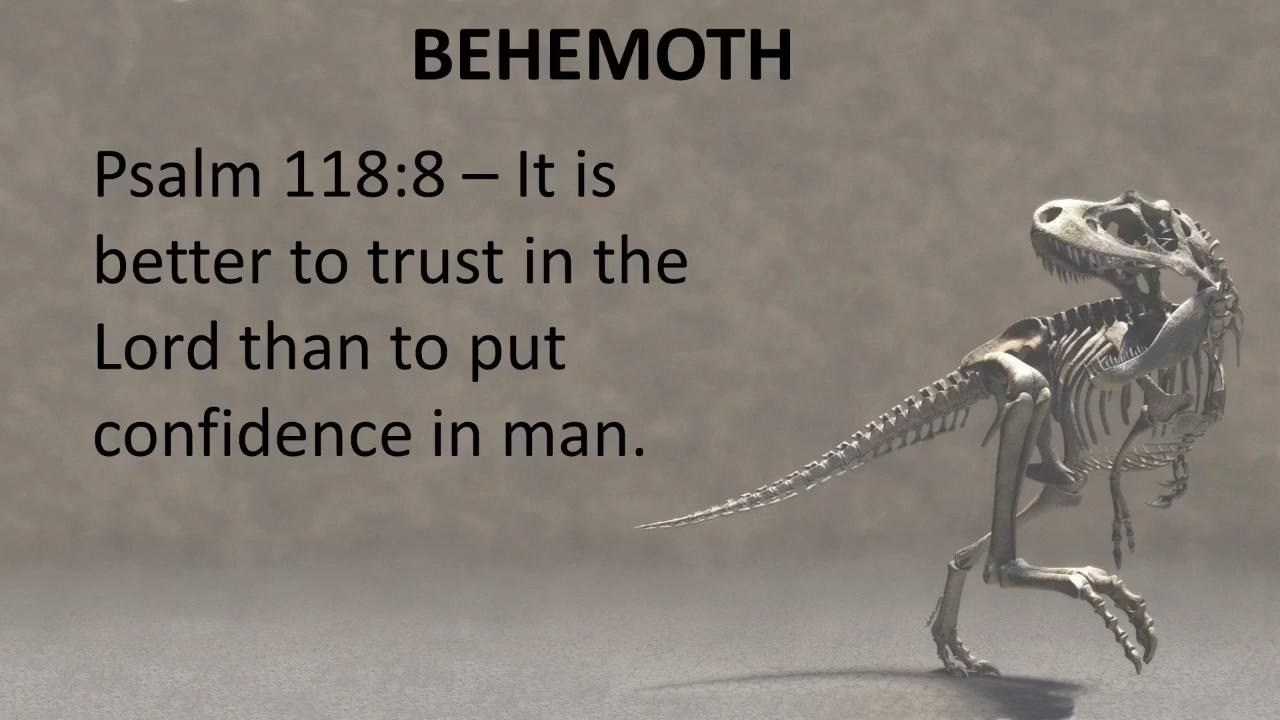 BEHEMOTH
Psalm 118:8 – It is
better to trust in the
Lord than to put
confidence in man.